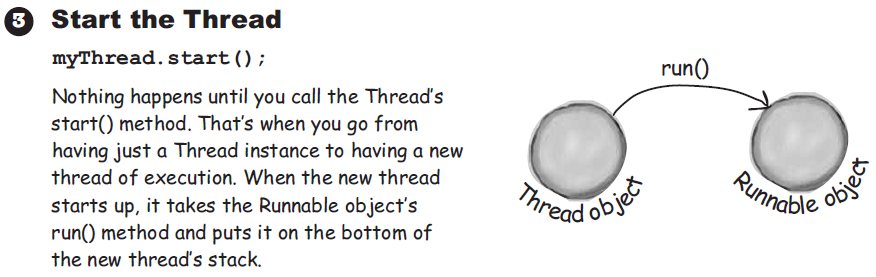 3 Start the Thread
myThread.start();
Nothing happens until you call the Thread's
start() method. That's when you go from
having just a Thread instance to having a new
thread of execution. When the new thread
starts up, it takes the Runnable object's
run() method and puts it on the bottom of
the new thread's stack.
run()
Thread object
Runnable object